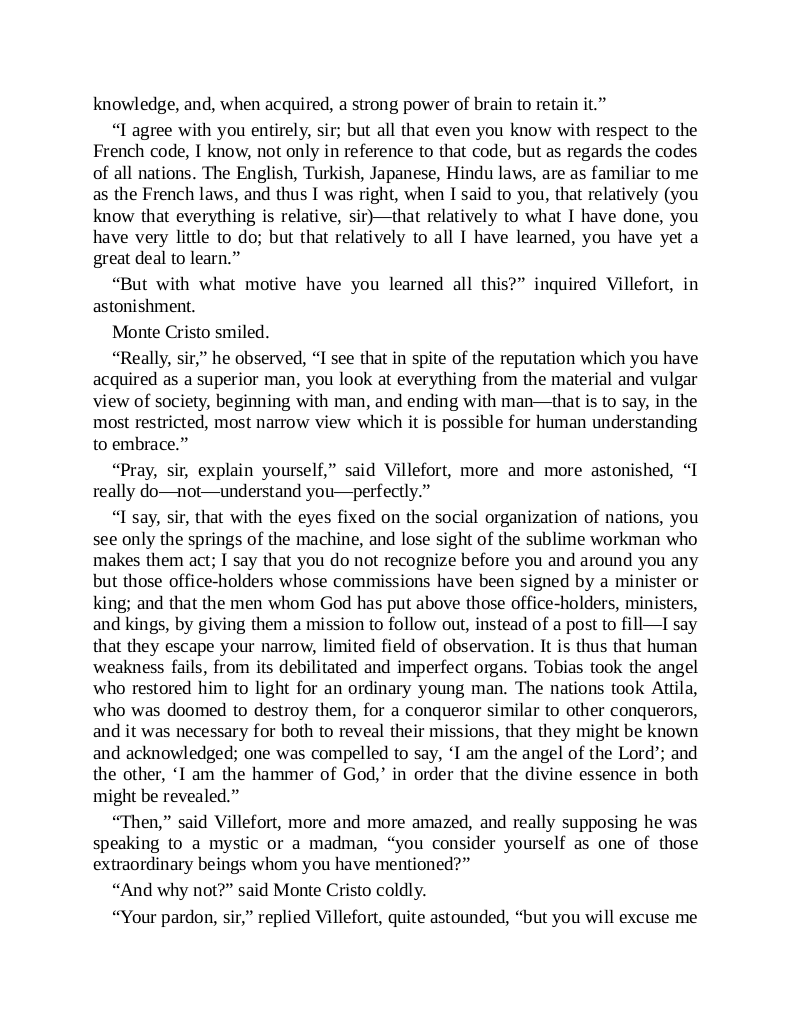 knowledge, and, when acquired, a strong power of brain to retain it.”
“I agree with you entirely, sir; but all that even you know with respect to the
French code, I know, not only in reference to that code, but as regards the codes
of all nations. The English, Turkish, Japanese, Hindu laws, are as familiar to me
as the French laws, and thus I was right, when I said to you, that relatively (you
know that everything is relative, sir)—that relatively to what I have done, you
have very little to do; but that relatively to all I have learned, you have yet a
great deal to learn.”
“But with what motive have you learned all this?” inquired Villefort, in
astonishment.
Monte Cristo smiled.
“Really, sir,” he observed, “I see that in spite of the reputation which you have
acquired as a superior man, you look at everything from the material and vulgar
view of society, beginning with man, and ending with man—that is to say, in the
most restricted, most narrow view which it is possible for human understanding
to embrace.”
“Pray, sir, explain yourself,” said Villefort, more and more astonished, “I
really do—not—understand you—perfectly.”
“I say, sir, that with the eyes fixed on the social organization of nations, you
see only the springs of the machine, and lose sight of the sublime workman who
makes them act; I say that you do not recognize before you and around you any
but those office-holders whose commissions have been signed by a minister or
king; and that the men whom God has put above those office-holders, ministers,
and kings, by giving them a mission to follow out, instead of a post to fill—I say
that they escape your narrow, limited field of observation. It is thus that human
weakness fails, from its debilitated and imperfect organs. Tobias took the angel
who restored him to light for an ordinary young man. The nations took Attila,
who was doomed to destroy them, for a conqueror similar to other conquerors,
and it was necessary for both to reveal their missions, that they might be known
and acknowledged; one was compelled to say, ‘I am the angel of the Lord’; and
the other, ‘I am the hammer of God,’ in order that the divine essence in both
might be revealed.”
“Then,” said Villefort, more and more amazed, and really supposing he was
speaking to a mystic or a madman, “you consider yourself as one of those
extraordinary beings whom you have mentioned?”
“And why not?” said Monte Cristo coldly.
“Your pardon, sir,” replied Villefort, quite astounded, “but you will excuse me